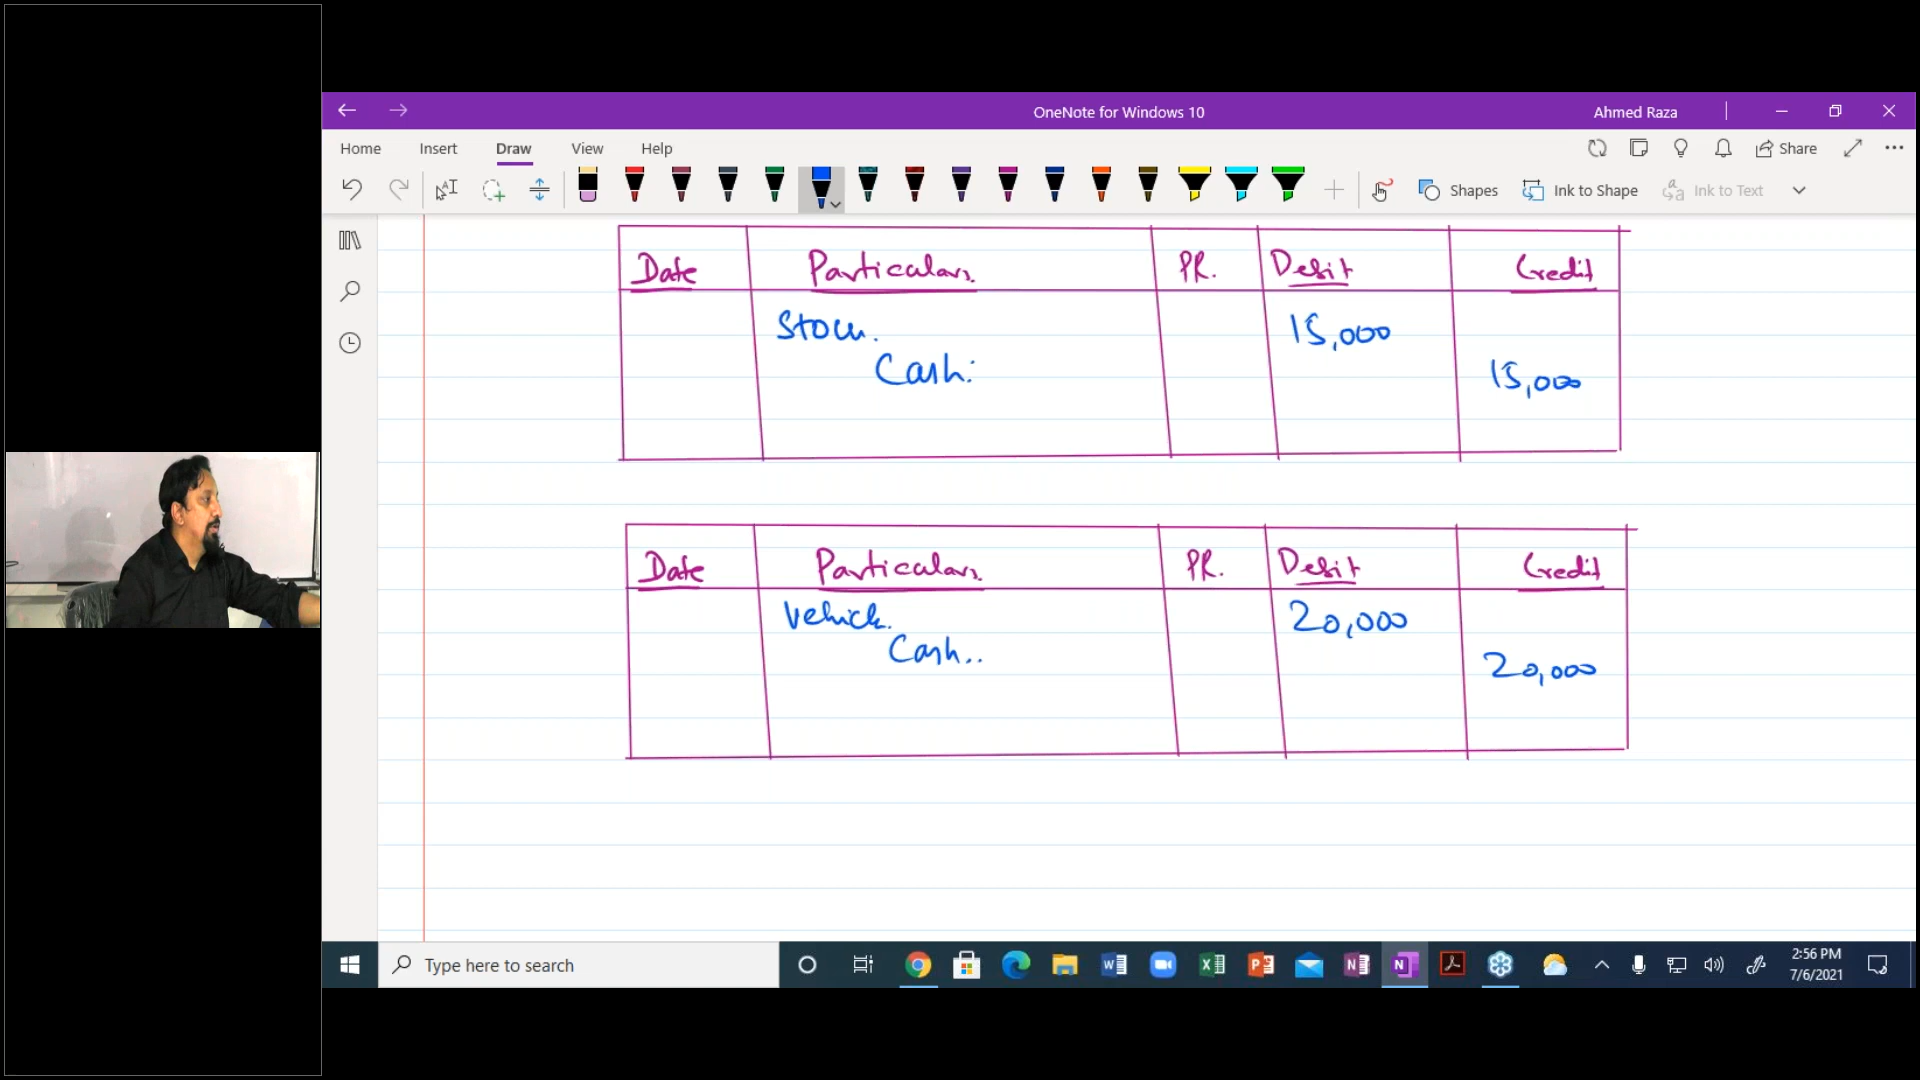 OneNote for Windows 10
Ahmed Raza
Home Insert Draw View Help
Share
Shapes Ink to Shape Ink to Text
Date Particulars. PR. Debit Credit
Stock. 15,000
Cash. 15,000
Date Particulars. PR. Debit Credit
Vehicle. 20,000
Cash.. 20,000
Type here to search
2:56 PM
7/6/2021